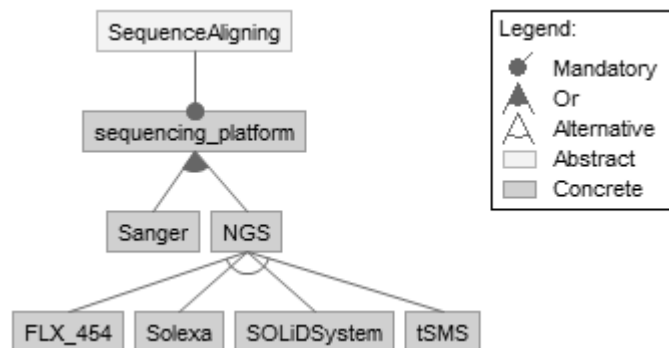 SequenceAligning
sequencing_platform
Sanger
NGS
FLX_454
Solexa
SOLiDSystem
tSMS
Legend:
Mandatory
Or
Alternative
Abstract
Concrete